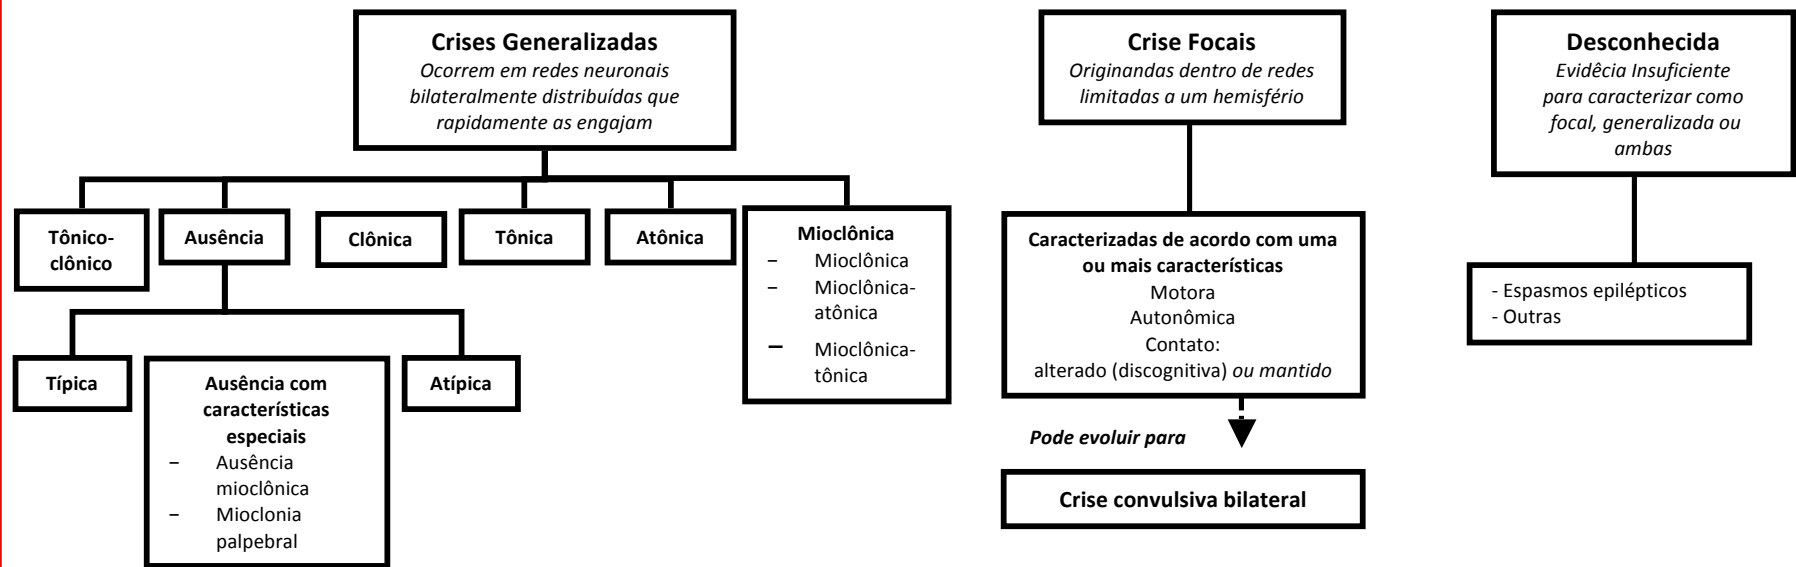 Crises Generalizadas
Ocorrem em redes neuronais
bilateralmente distribuídas que
rapidamente as engajam
Tônico-
clônico
Ausência
Clônica
Tônica
Atônica
Mioclônica
– Mioclônica
– Mioclônica-
atônica
– Mioclônica-
tônica
Típica
Ausência com
características
especiais
– Ausência
mioclônica
– Mioclonia
palpebral
Atípica
Crise Focais
Originandas dentro de redes
limitadas a um hemisfério
Caracterizadas de acordo com uma
ou mais características
Motora
Autonômica
Contato:
alterado (discognitiva) ou mantido
Pode evoluir para
Crise convulsiva bilateral
Desconhecida
Evidêcia Insuficiente
para caracterizar como
focal, generalizada ou
ambas
- Espasmos epilépticos
- Outras